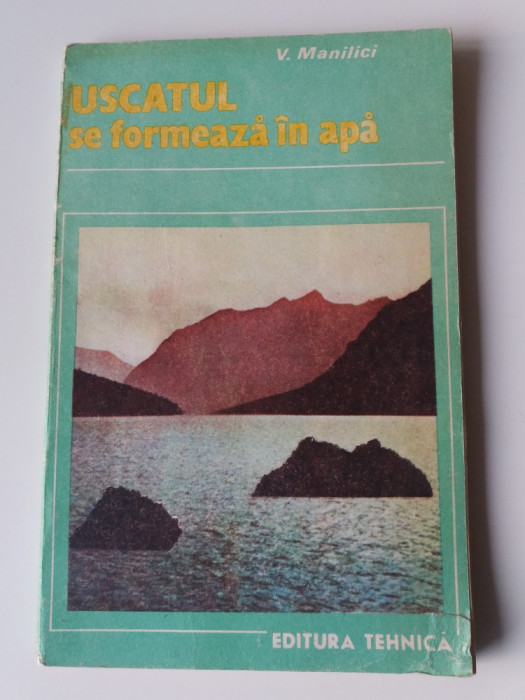 V. Manilici
USCATUL
se formează în apă
EDITURA TEHNICĂ